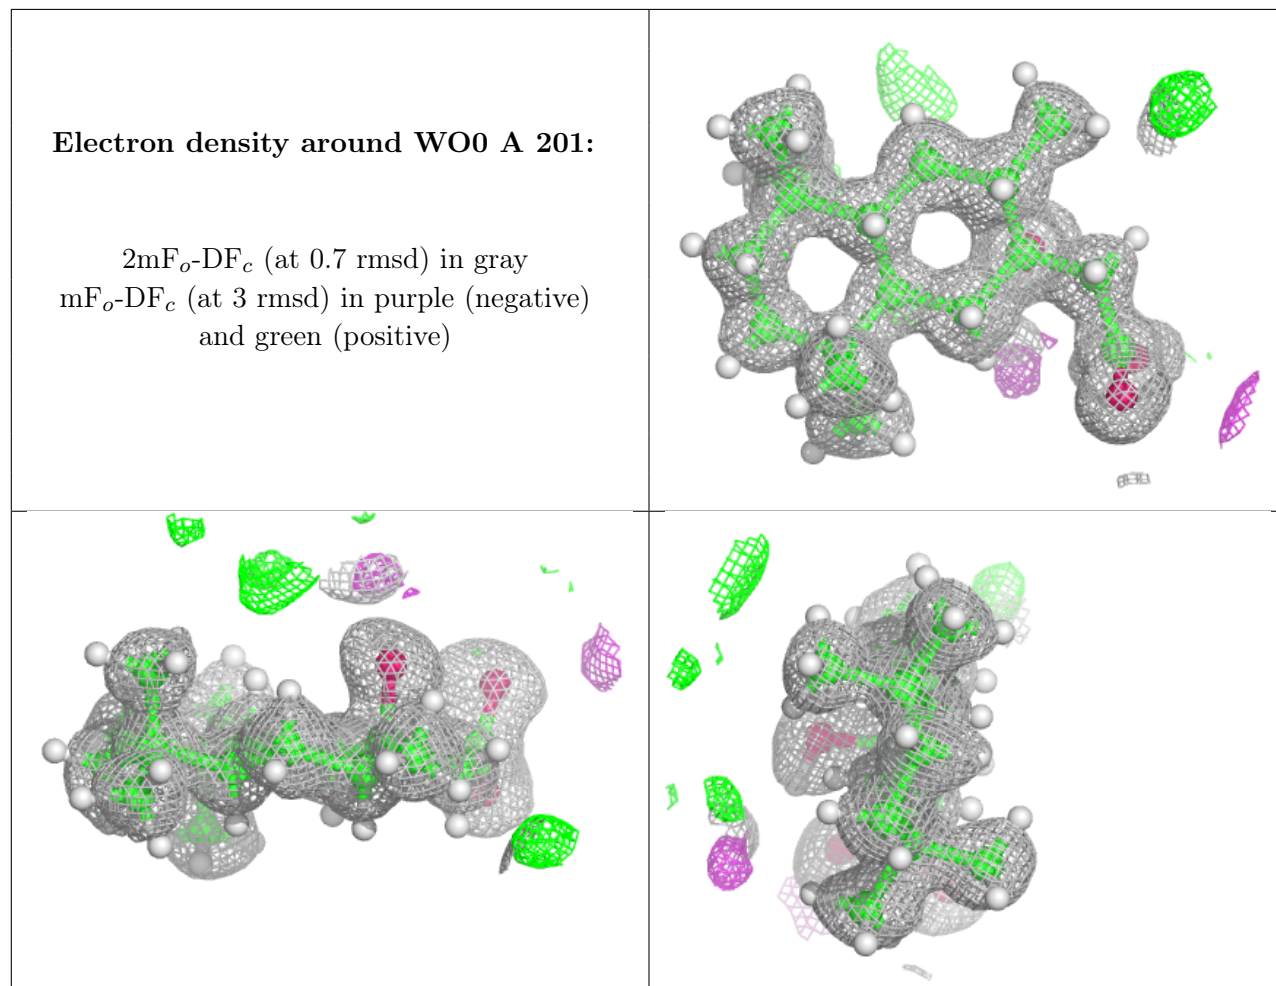 Electron density around WO0 A 201:
2mFo-DFc (at 0.7 rmsd) in gray
mFo-DFc (at 3 rmsd) in purple (negative)
and green (positive)